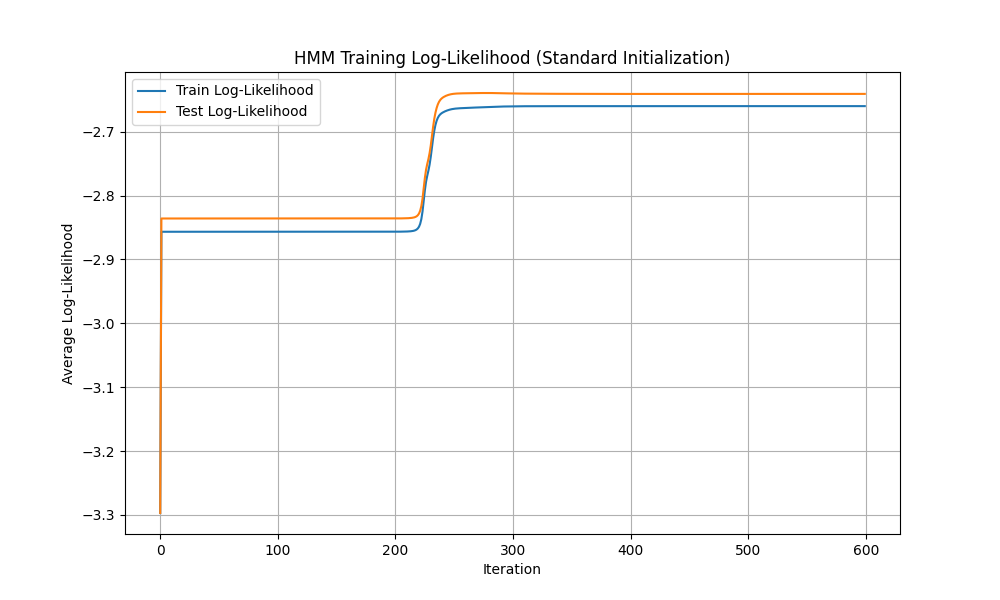 HMM Training Log-Likelihood (Standard Initialization)
Train Log-Likelihood
Test Log-Likelihood
−2.7
−2.8
−2.9
−3.0
−3.1
−3.2
−3.3
Average Log-Likelihood
0 100 200 300 400 500 600
Iteration